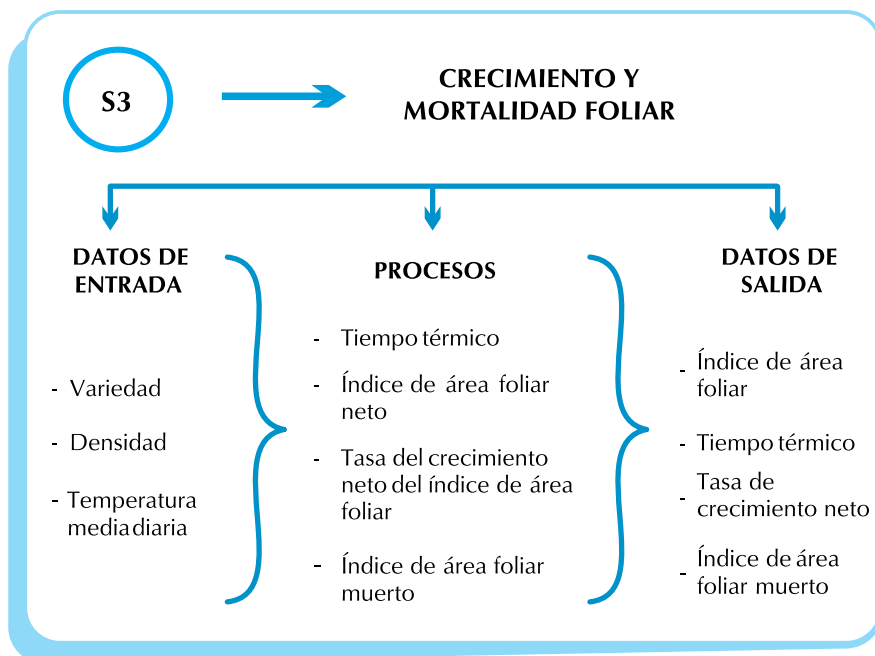 S3
CRECIMIENTO Y
MORTALIDAD FOLIAR
DATOS DE
ENTRADA
- Variedad
- Densidad
- Temperatura
media diaria
PROCESOS
- Tiempo térmico
- Índice de área foliar
neto
- Tasa del crecimiento
neto del índice de área
foliar
- Índice de área foliar
muerto
DATOS DE
SALIDA
- Índice de área
foliar
- Tiempo térmico
- Tasa de
crecimiento neto
- Índice de área
foliar muerto